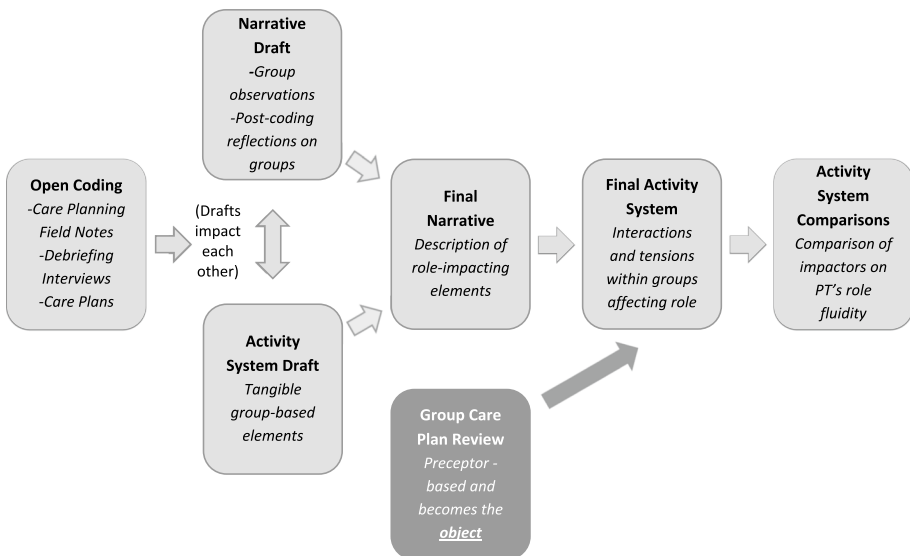 Open Coding
-Care Planning
Field Notes
-Debriefing
Interviews
-Care Plans
Narrative
Draft
-Group
observations
-Post-coding
reflections on
groups
(Drafts
impact
each
other)
Activity
System Draft
Tangible
group-based
elements
Final
Narrative
Description of
role-impacting
elements
Group Care
Plan Review
Preceptor -
based and
becomes the
object
Final Activity
System
Interactions
and tensions
within groups
affecting role
Activity
System
Comparisons
Comparison of
impactors on
PT’s role
fluidity